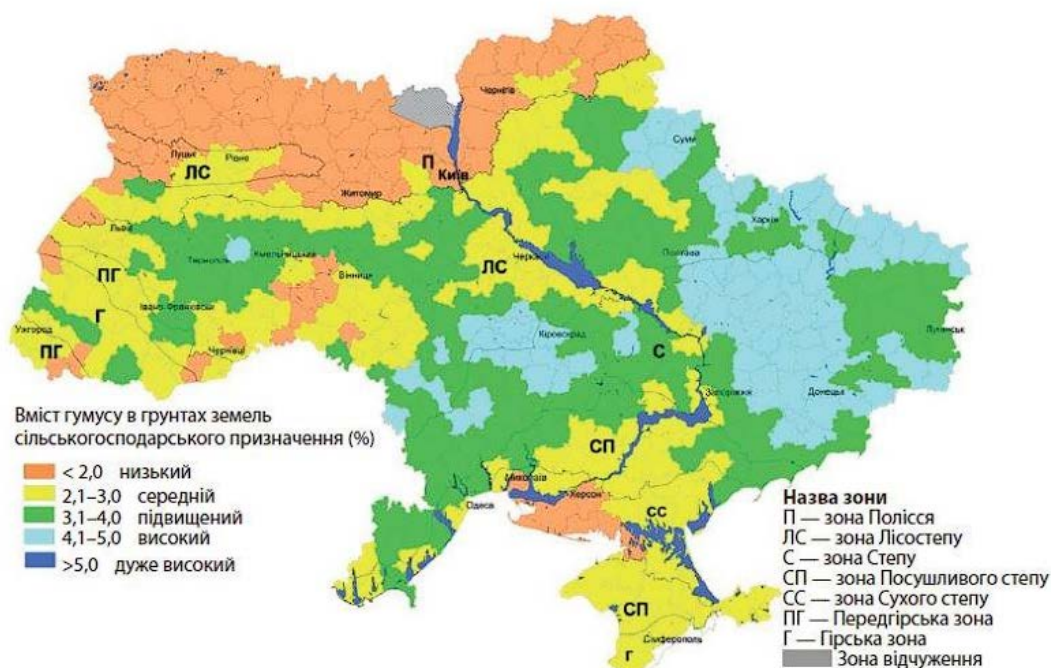 Чернігів
Суми
Луцьк
Рівне
П
Київ
ЛС
Житомир
Львів
Харків
Тернопіль
Хмельницький
Черкаси
Полтава
ПГ
ЛС
Вінниця
Г
Івано-Франківськ
Ужгород
Кіровоград
Луганськ
ПГ
Чернівці
С
Запоріжжя
Донецьк
СП
Миколаїв
Херсон
Одеса
СС
СП
Сімферополь
Г
Вміст гумусу в грунтах земель
сільськогосподарського призначення (%)
< 2,0 низький
2,1–3,0 середній
3,1–4,0 підвищений
4,1–5,0 високий
>5,0 дуже високий
Назва зони
П — зона Полісся
ЛС — зона Лісостепу
С — зона Степу
СП — зона Посушливого степу
СС — зона Сухого степу
ПГ — Передгірська зона
Г — Гірська зона
Зона відчуження